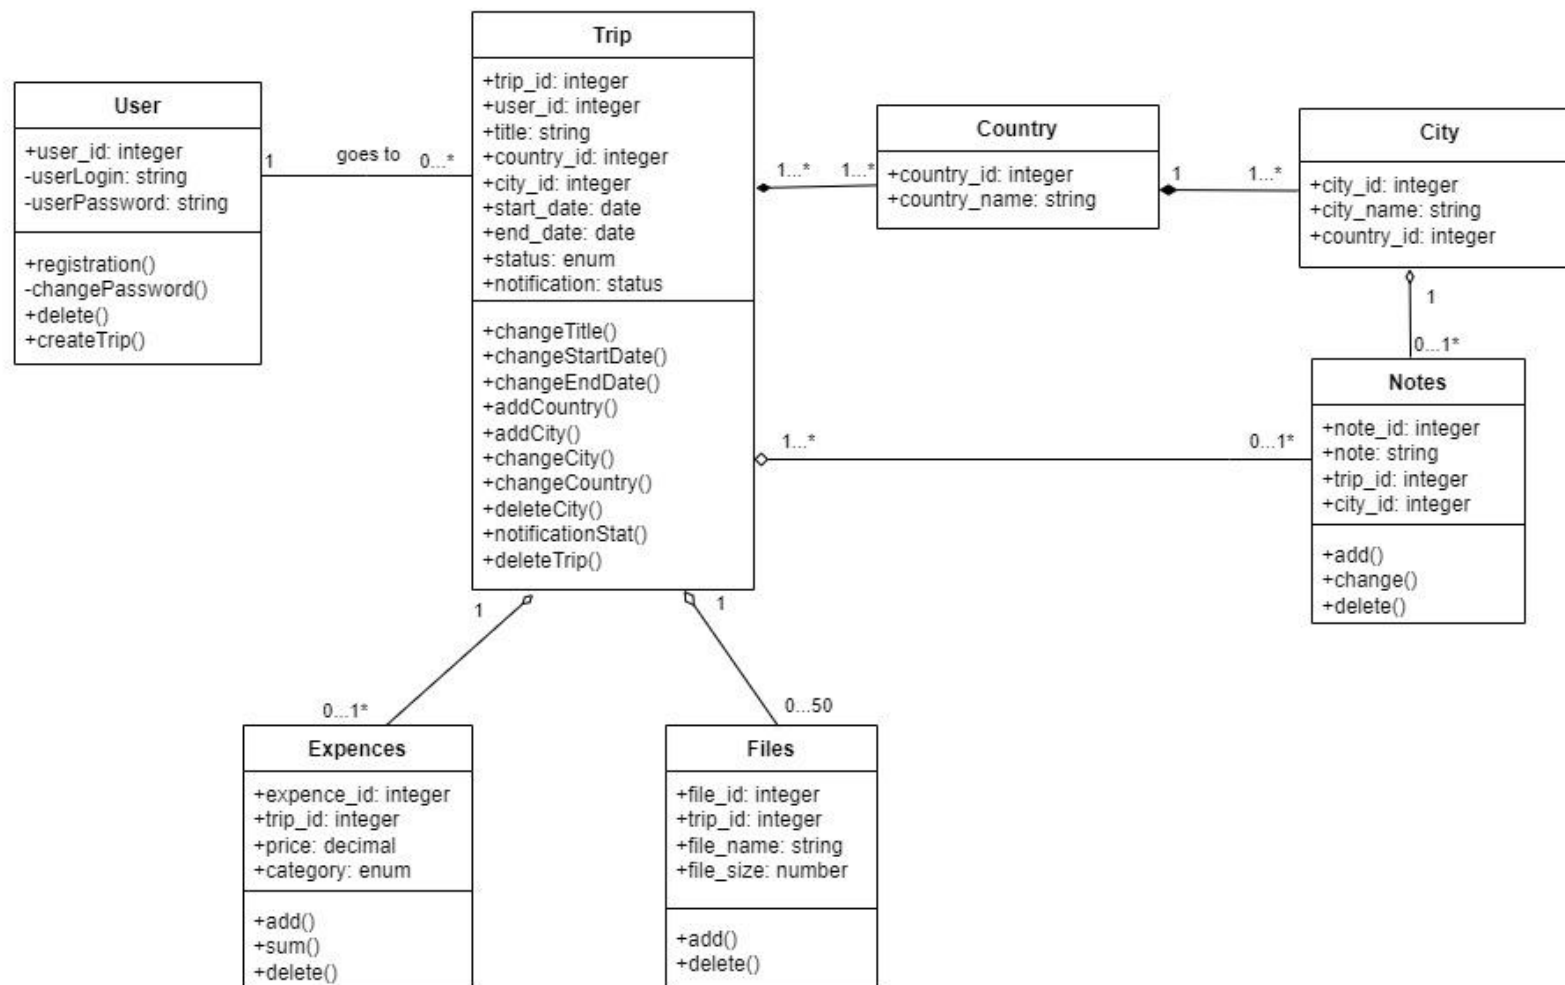 User
+user_id: integer
-userLogin: string
-userPassword: string
+registration()
-changePassword()
+delete()
+createTrip()
1
goes to
0...*
Trip
+trip_id: integer
+user_id: integer
+title: string
+country_id: integer
+city_id: integer
+start_date: date
+end_date: date
+status: enum
+notification: status
+changeTitle()
+changeStartDate()
+changeEndDate()
+addCountry()
+addCity()
+changeCity()
+changeCountry()
+deleteCity()
+notificationStat()
+deleteTrip()
1...*
1...*
Country
+country_id: integer
+country_name: string
1
1...*
City
+city_id: integer
+city_name: string
+country_id: integer
1
0...1*
1...*
0...1*
Notes
+note_id: integer
+note: string
+trip_id: integer
+city_id: integer
+add()
+change()
+delete()
1
0...1*
1
0...50
Expences
+expence_id: integer
+trip_id: integer
+price: decimal
+category: enum
+add()
+sum()
+delete()
Files
+file_id: integer
+trip_id: integer
+file_name: string
+file_size: number
+add()
+delete()